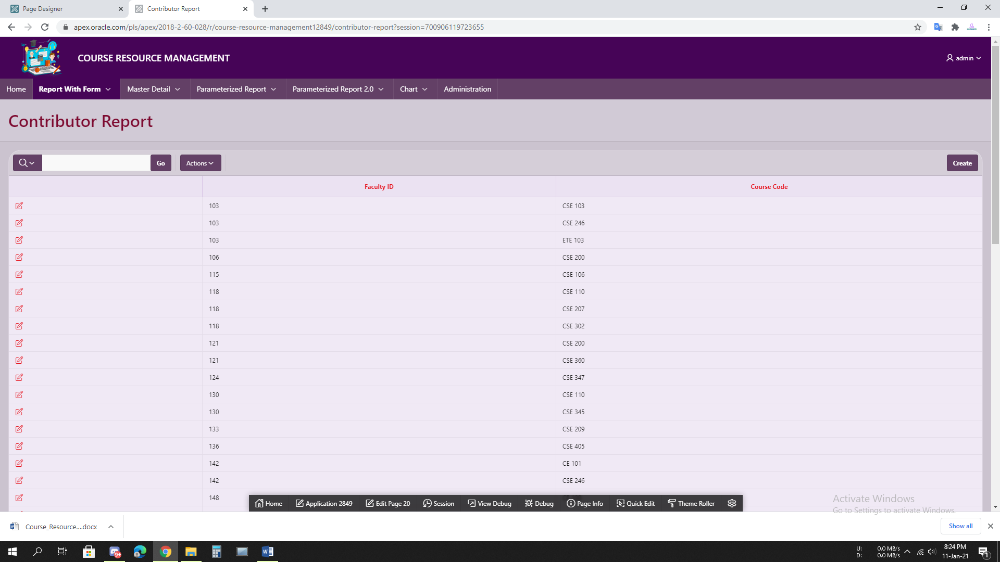 Page Designer
Contributor Report
apex.oracle.com/pls/apex/2018-2-60-028/r/course-resource-management12849/contributor-report?session=700906119723655
COURSE RESOURCE MANAGEMENT
admin
Home Report With Form Master Detail Parameterized Report Parameterized Report 2.0 Chart Administration
Contributor Report
Go Actions Create
Faculty ID Course Code
103 CSE 103
103 CSE 246
103 ETE 103
106 CSE 200
115 CSE 106
118 CSE 110
118 CSE 207
118 CSE 302
121 CSE 200
121 CSE 360
124 CSE 347
130 CSE 110
130 CSE 345
133 CSE 209
136 CSE 405
142 CE 101
142 CSE 246
148
Home Application 2849 Edit Page 20 Session View Debug Debug Page Info Quick Edit Theme Roller
Activate Windows
Go to Settings to activate Windows.
Course_Resource....docx
Show all
9+
U: 0.0 MB/s
D: 0.0 MB/s
8:24 PM
11-Jan-21
1